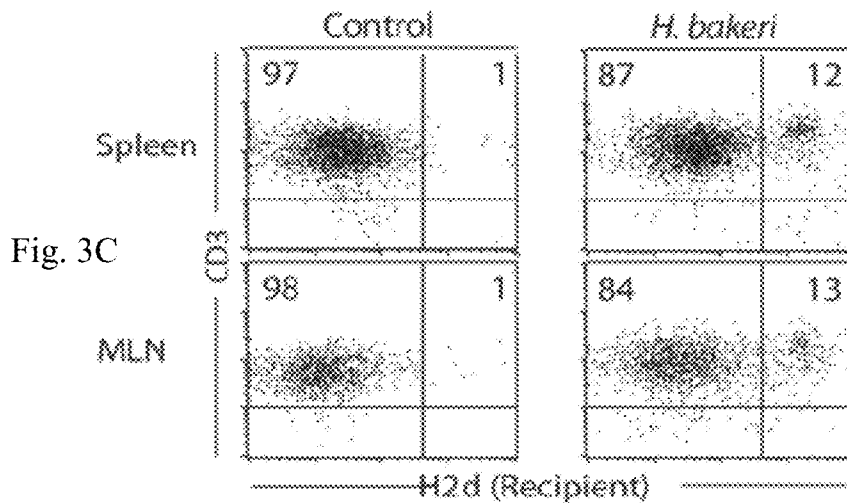 Control H. bakeri
97 1 87 12
Spleen
Fig. 3C
CD3
98 1 84 13
MLN
H2d (Recipient)